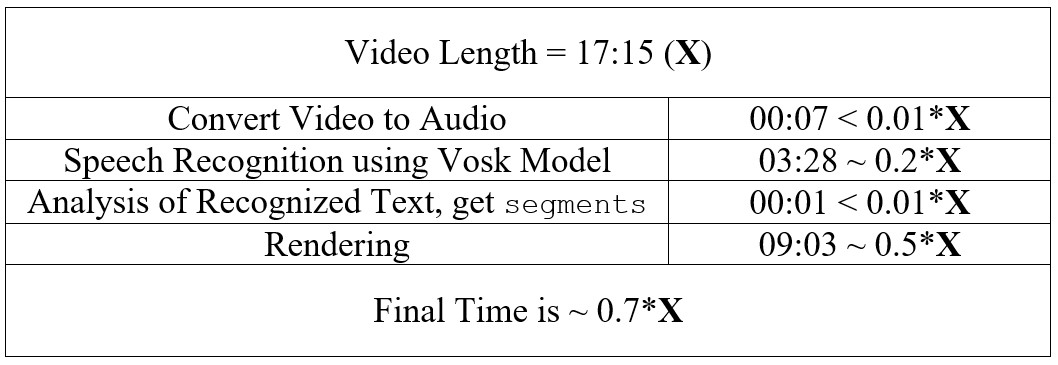 Video Length = 17:15 (X)
Convert Video to Audio 00:07 < 0.01*X
Speech Recognition using Vosk Model 03:28 ~ 0.2*X
Analysis of Recognized Text, get segments 00:01 < 0.01*X
Rendering 09:03 ~ 0.5*X
Final Time is ~ 0.7*X